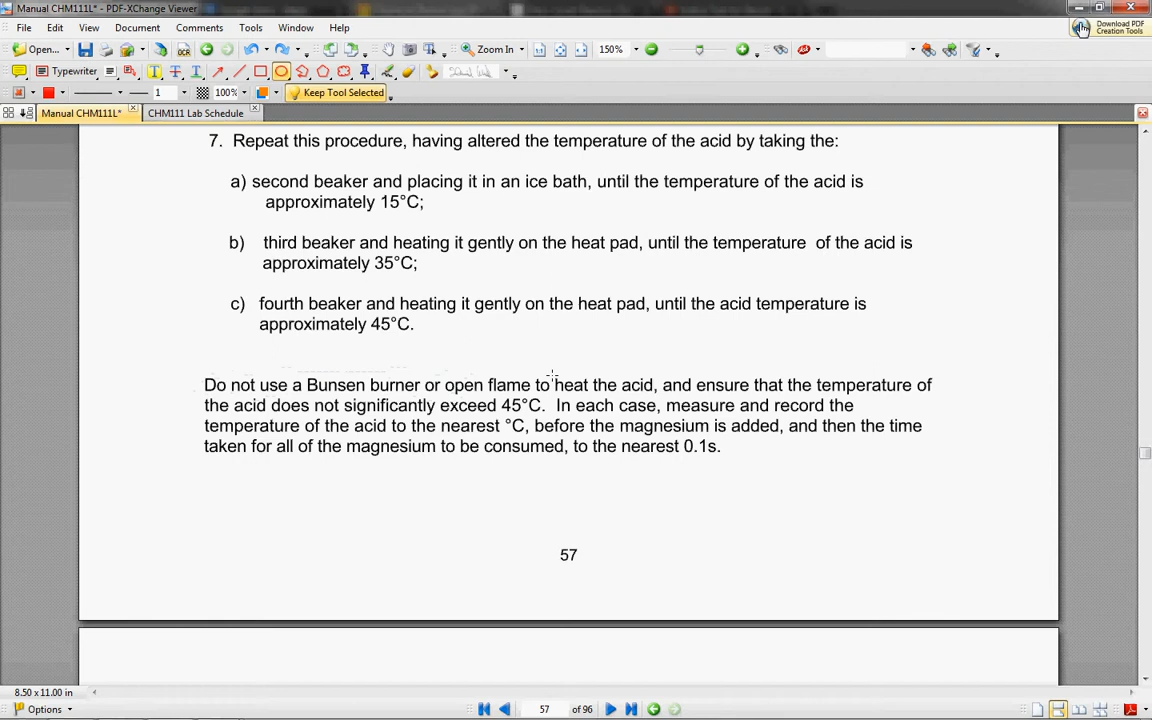 Manual CHM111L* - PDF-XChange Viewer
File Edit View Document Comments Tools Window Help
Download PDF
Creation Tools
Open... OCR Zoom In 150%
Typewriter
1 100% Keep Tool Selected
Manual CHM111L* CHM111 Lab Schedule
7. Repeat this procedure, having altered the temperature of the acid by taking the:
a) second beaker and placing it in an ice bath, until the temperature of the acid is
approximately 15°C;
b) third beaker and heating it gently on the heat pad, until the temperature of the acid is
approximately 35°C;
c) fourth beaker and heating it gently on the heat pad, until the acid temperature is
approximately 45°C.
Do not use a Bunsen burner or open flame to heat the acid, and ensure that the temperature of
the acid does not significantly exceed 45°C. In each case, measure and record the
temperature of the acid to the nearest °C, before the magnesium is added, and then the time
taken for all of the magnesium to be consumed, to the nearest 0.1s.
57
8.50 x 11.00 in
Options 57 of 96